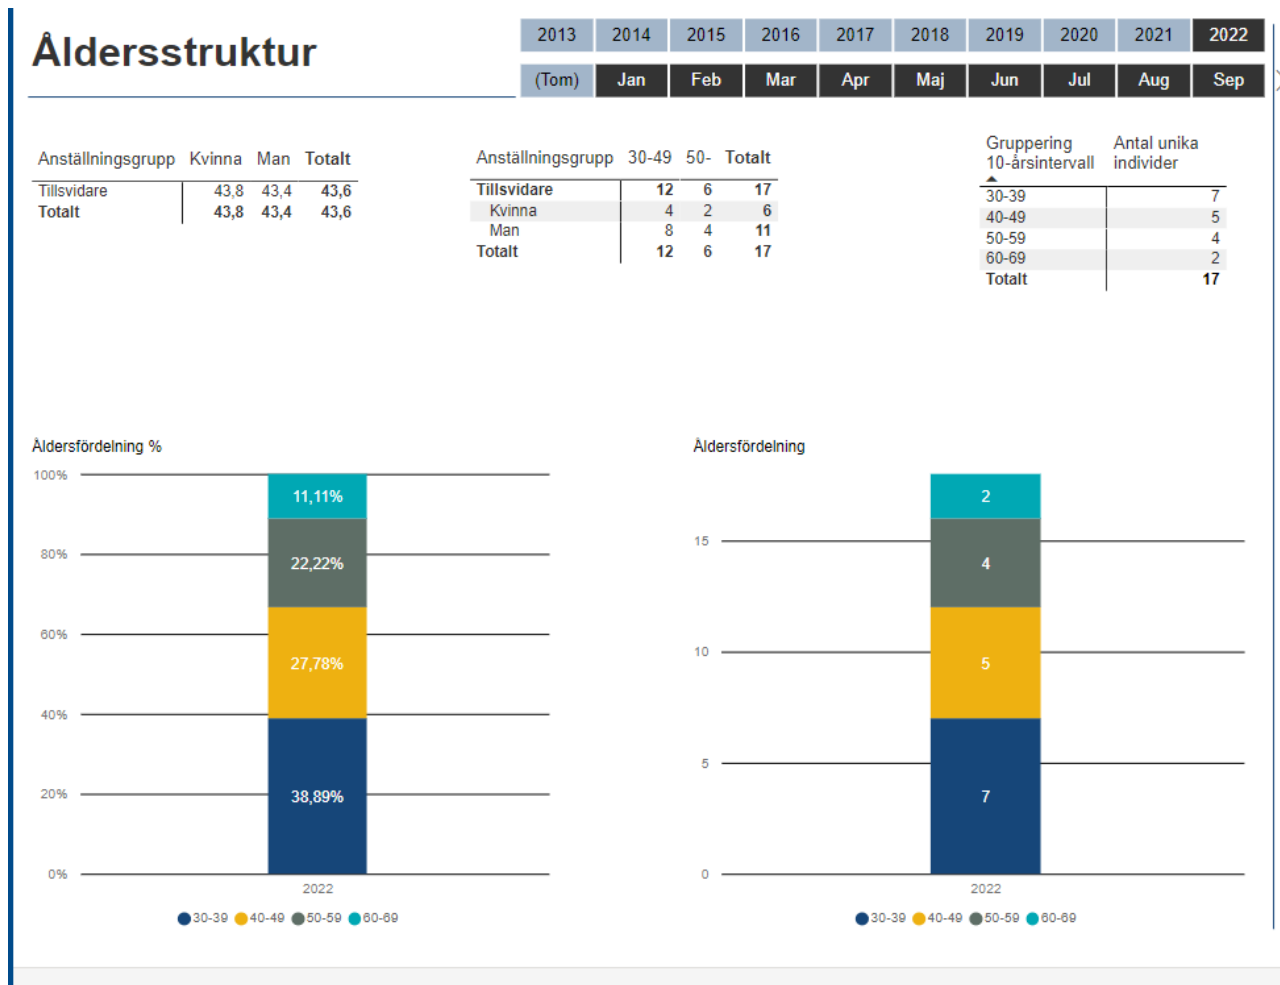 Åldersstruktur
2013 2014 2015 2016 2017 2018 2019 2020 2021 2022
(Tom) Jan Feb Mar Apr Maj Jun Jul Aug Sep
Anställningsgrupp Kvinna Man Totalt
Tillsvidare 43,8 43,4 43,6
Totalt 43,8 43,4 43,6
Anställningsgrupp 30-49 50- Totalt
Tillsvidare 12 6 17
Kvinna 4 2 6
Man 8 4 11
Totalt 12 6 17
Gruppering 10-årsintervall Antal unika individer
30-39 7
40-49 5
50-59 4
60-69 2
Totalt 17
Åldersfördelning %
100%
11,11%
80%
22,22%
60%
27,78%
40%
38,89%
20%
0%
2022
30-39 40-49 50-59 60-69
Åldersfördelning
2
15
4
10
5
5
7
0
2022
30-39 40-49 50-59 60-69